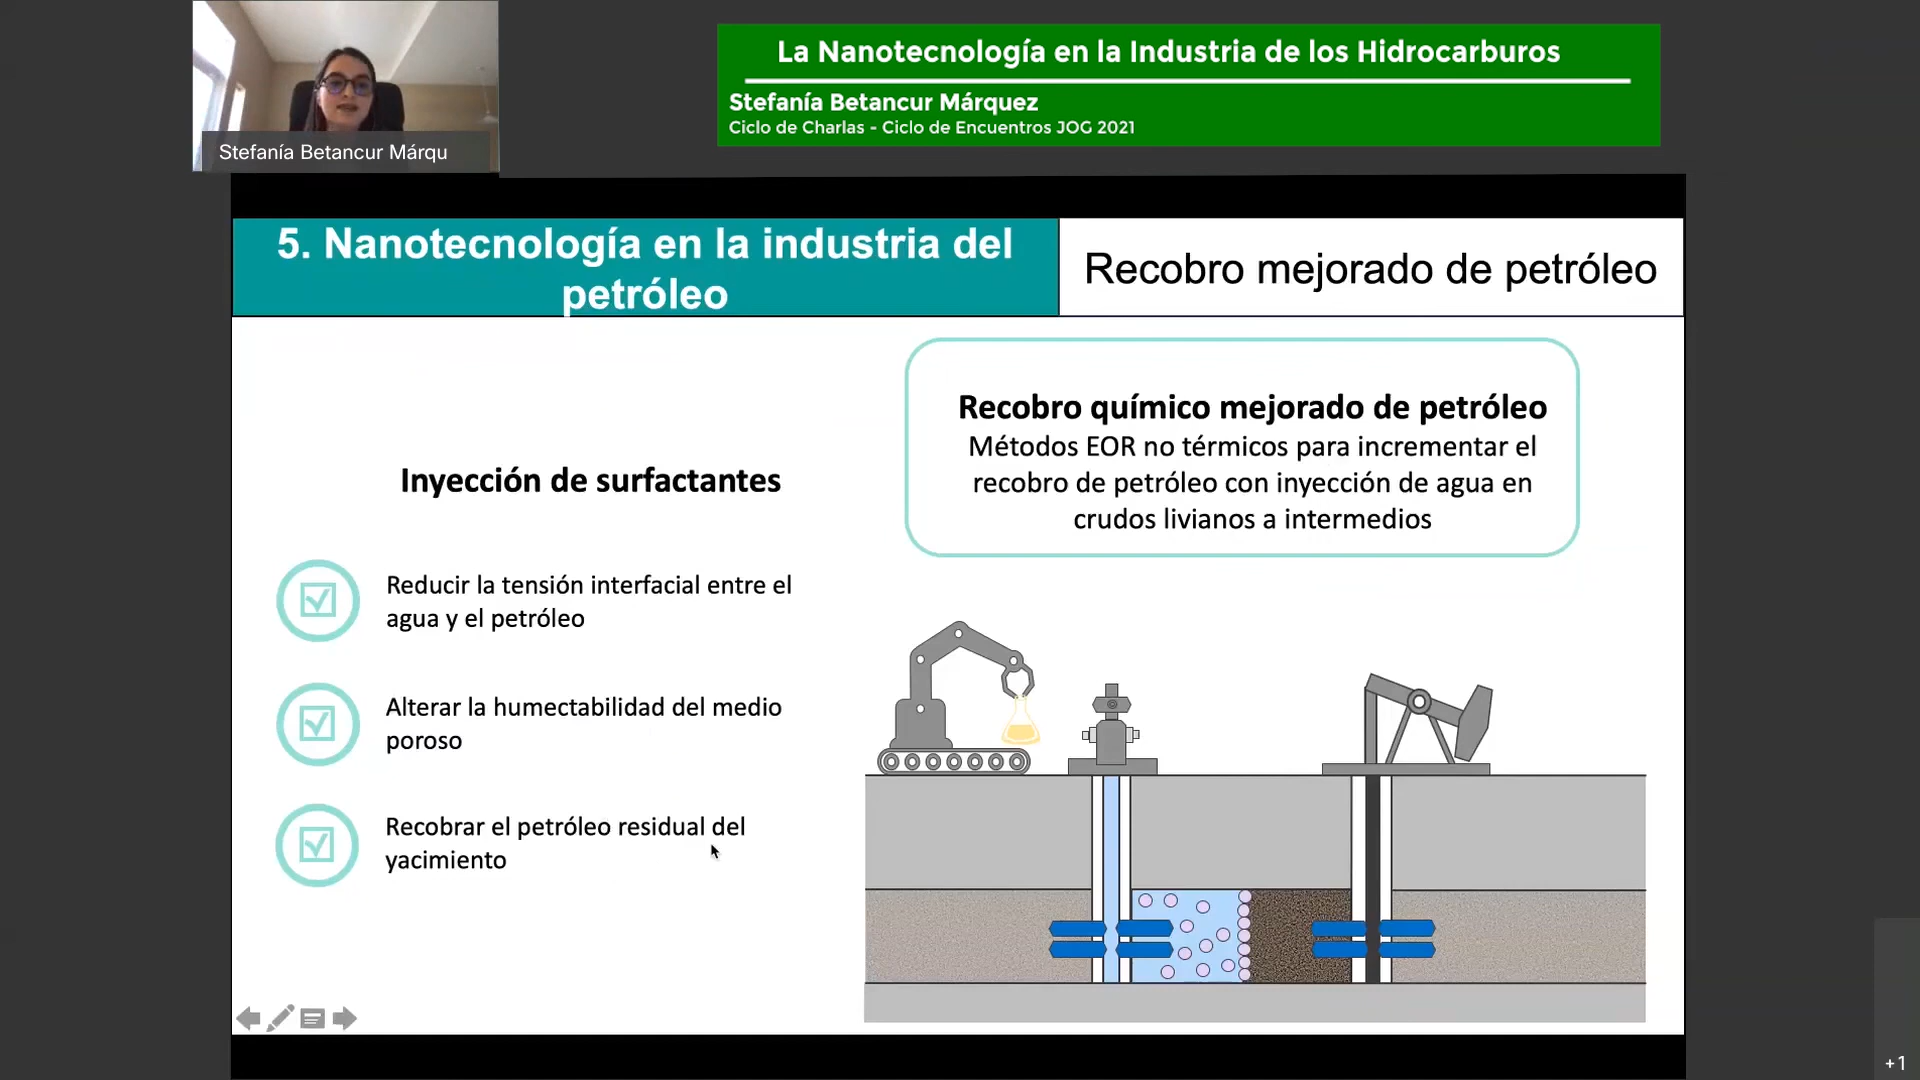 La Nanotecnología en la Industria de los Hidrocarburos
Stefanía Betancur Márquez
Ciclo de Charlas - Ciclo de Encuentros JOG 2021
Stefanía Betancur Márqu
5. Nanotecnología en la industria del
petróleo
Recobro mejorado de petróleo
Recobro químico mejorado de petróleo
Métodos EOR no térmicos para incrementar el
recobro de petróleo con inyección de agua en
crudos livianos a intermedios
Inyección de surfactantes
Reducir la tensión interfacial entre el
agua y el petróleo
Alterar la humectabilidad del medio
poroso
Recobrar el petróleo residual del
yacimiento
+1